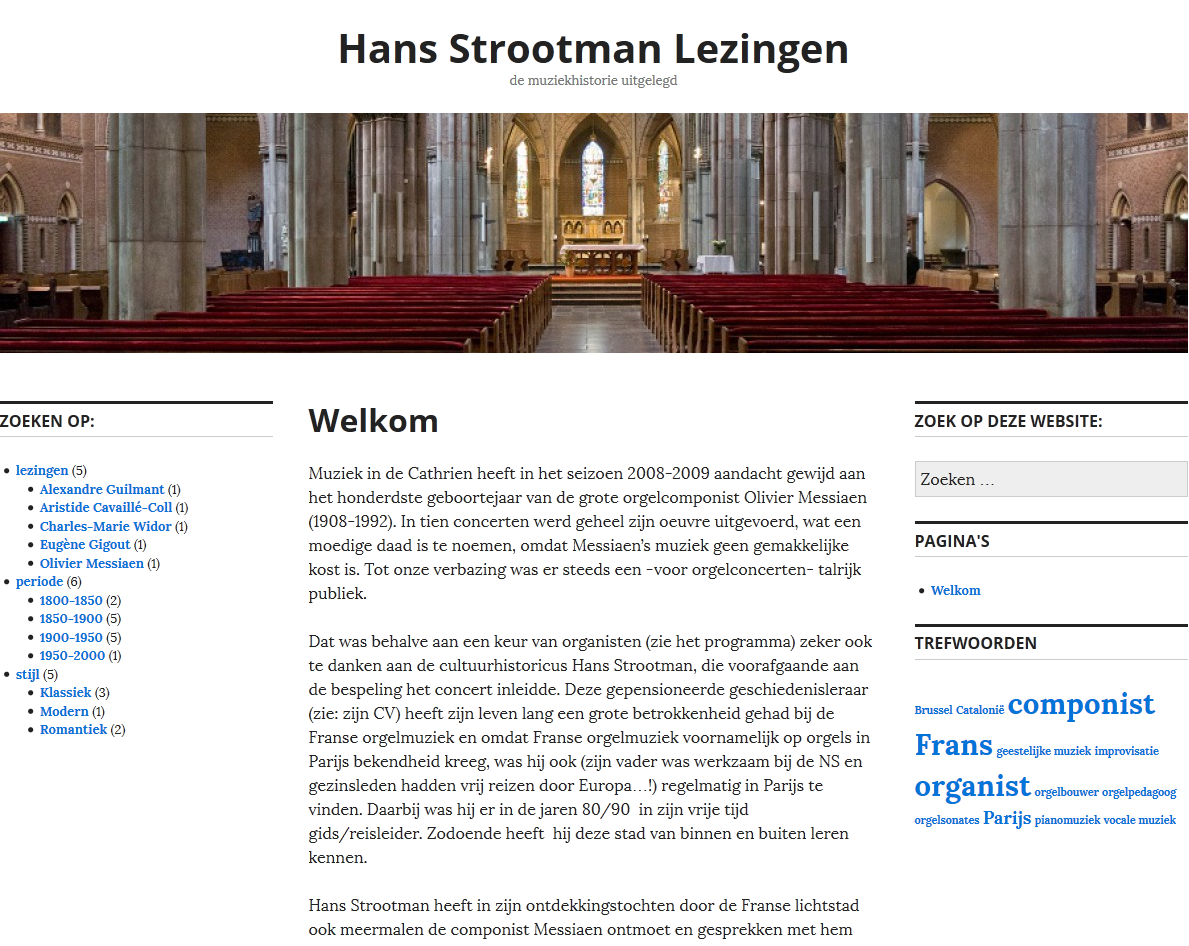 Hans Strootman Lezingen
de muziekhistorie uitgelegd
ZOEKEN OP:
lezingen (5)
Alexandre Guilmant (1)
Aristide Cavaillé-Coll (1)
Charles-Marie Widor (1)
Eugène Gigout (1)
Olivier Messiaen (1)
periode (6)
1800-1850 (2)
1850-1900 (5)
1900-1950 (5)
1950-2000 (1)
stijl (5)
Klassiek (3)
Modern (1)
Romantiek (2)
Welkom
Muziek in de Cathrien heeft in het seizoen 2008-2009 aandacht gewijd aan
het honderdste geboortejaar van de grote orgelcomponist Olivier Messiaen
(1908-1992). In tien concerten werd geheel zijn oeuvre uitgevoerd, wat een
moedige daad is te noemen, omdat Messiaen’s muziek geen gemakkelijke
kost is. Tot onze verbazing was er steeds een -voor orgelconcerten- talrijk
publiek.
Dat was behalve aan een keur van organisten (zie het programma) zeker ook
te danken aan de cultuurhistoricus Hans Strootman, die voorafgaande aan
de bespeling het concert inleidde. Deze gepensioneerde geschiedenisleraar
(zie: zijn CV) heeft zijn leven lang een grote betrokkenheid gehad bij de
Franse orgelmuziek en omdat Franse orgelmuziek voornamelijk op orgels in
Parijs bekendheid kreeg, was hij ook (zijn vader was werkzaam bij de NS en
gezinsleden hadden vrij reizen door Europa…!) regelmatig in Parijs te
vinden. Daarbij was hij er in de jaren 80/90  in zijn vrije tijd
gids/reisleider. Zodoende heeft  hij deze stad van binnen en buiten leren
kennen.
Hans Strootman heeft in zijn ontdekkingstochten door de Franse lichtstad
ook meermalen de componist Messiaen ontmoet en gesprekken met hem
ZOEK OP DEZE WEBSITE:
Zoeken …
PAGINA'S
Welkom
TREFWOORDEN
Brussel Catalonië componist
Frans geestelijke muziek improvisatie
organist orgelbouwer orgelpedagoog
orgelsonates Parijs pianomuziek vocale muziek